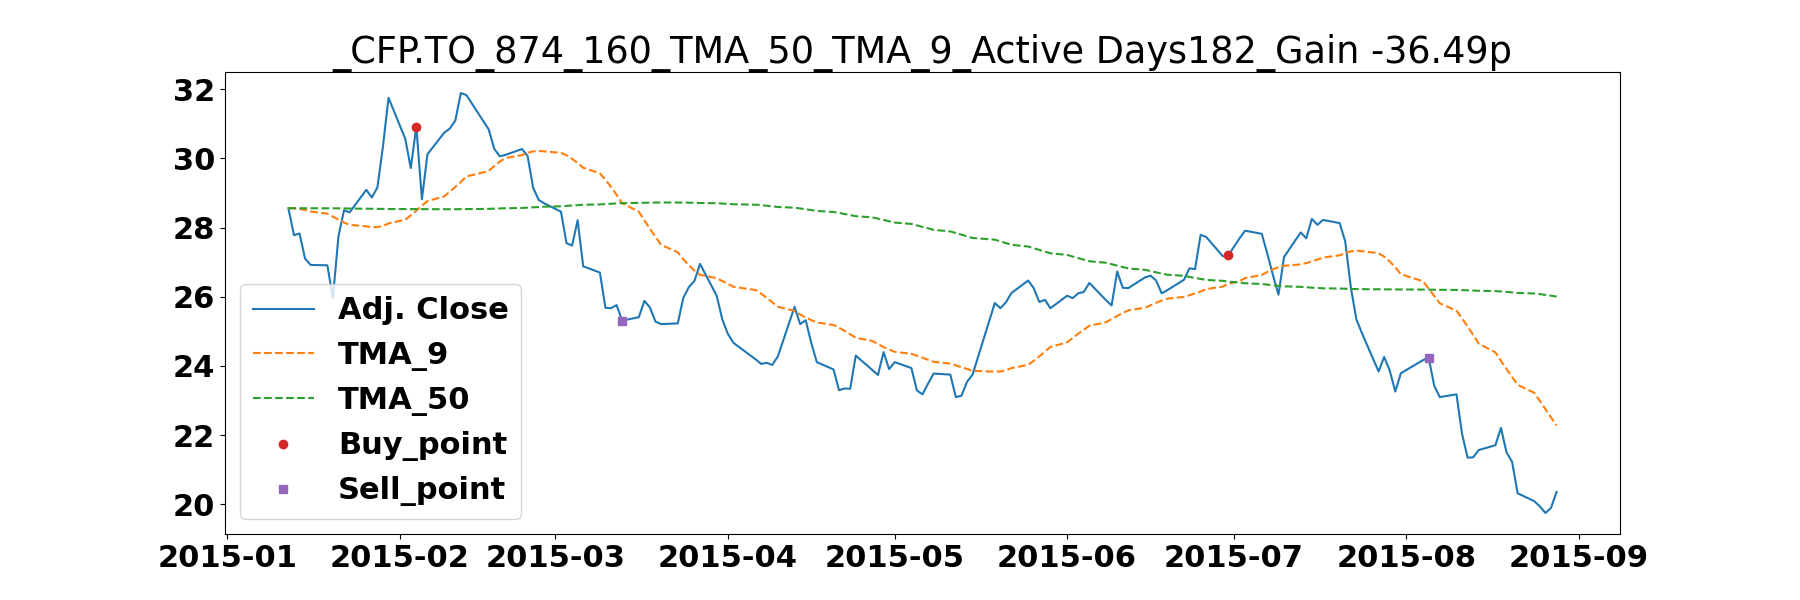 _CFP.TO_874_160_TMA_50_TMA_9_Active Days182_Gain -36.49p
32
30
28
26
24
22
20
Adj. Close
TMA_9
TMA_50
Buy_point
Sell_point
2015-01 2015-02 2015-03 2015-04 2015-05 2015-06 2015-07 2015-08 2015-09